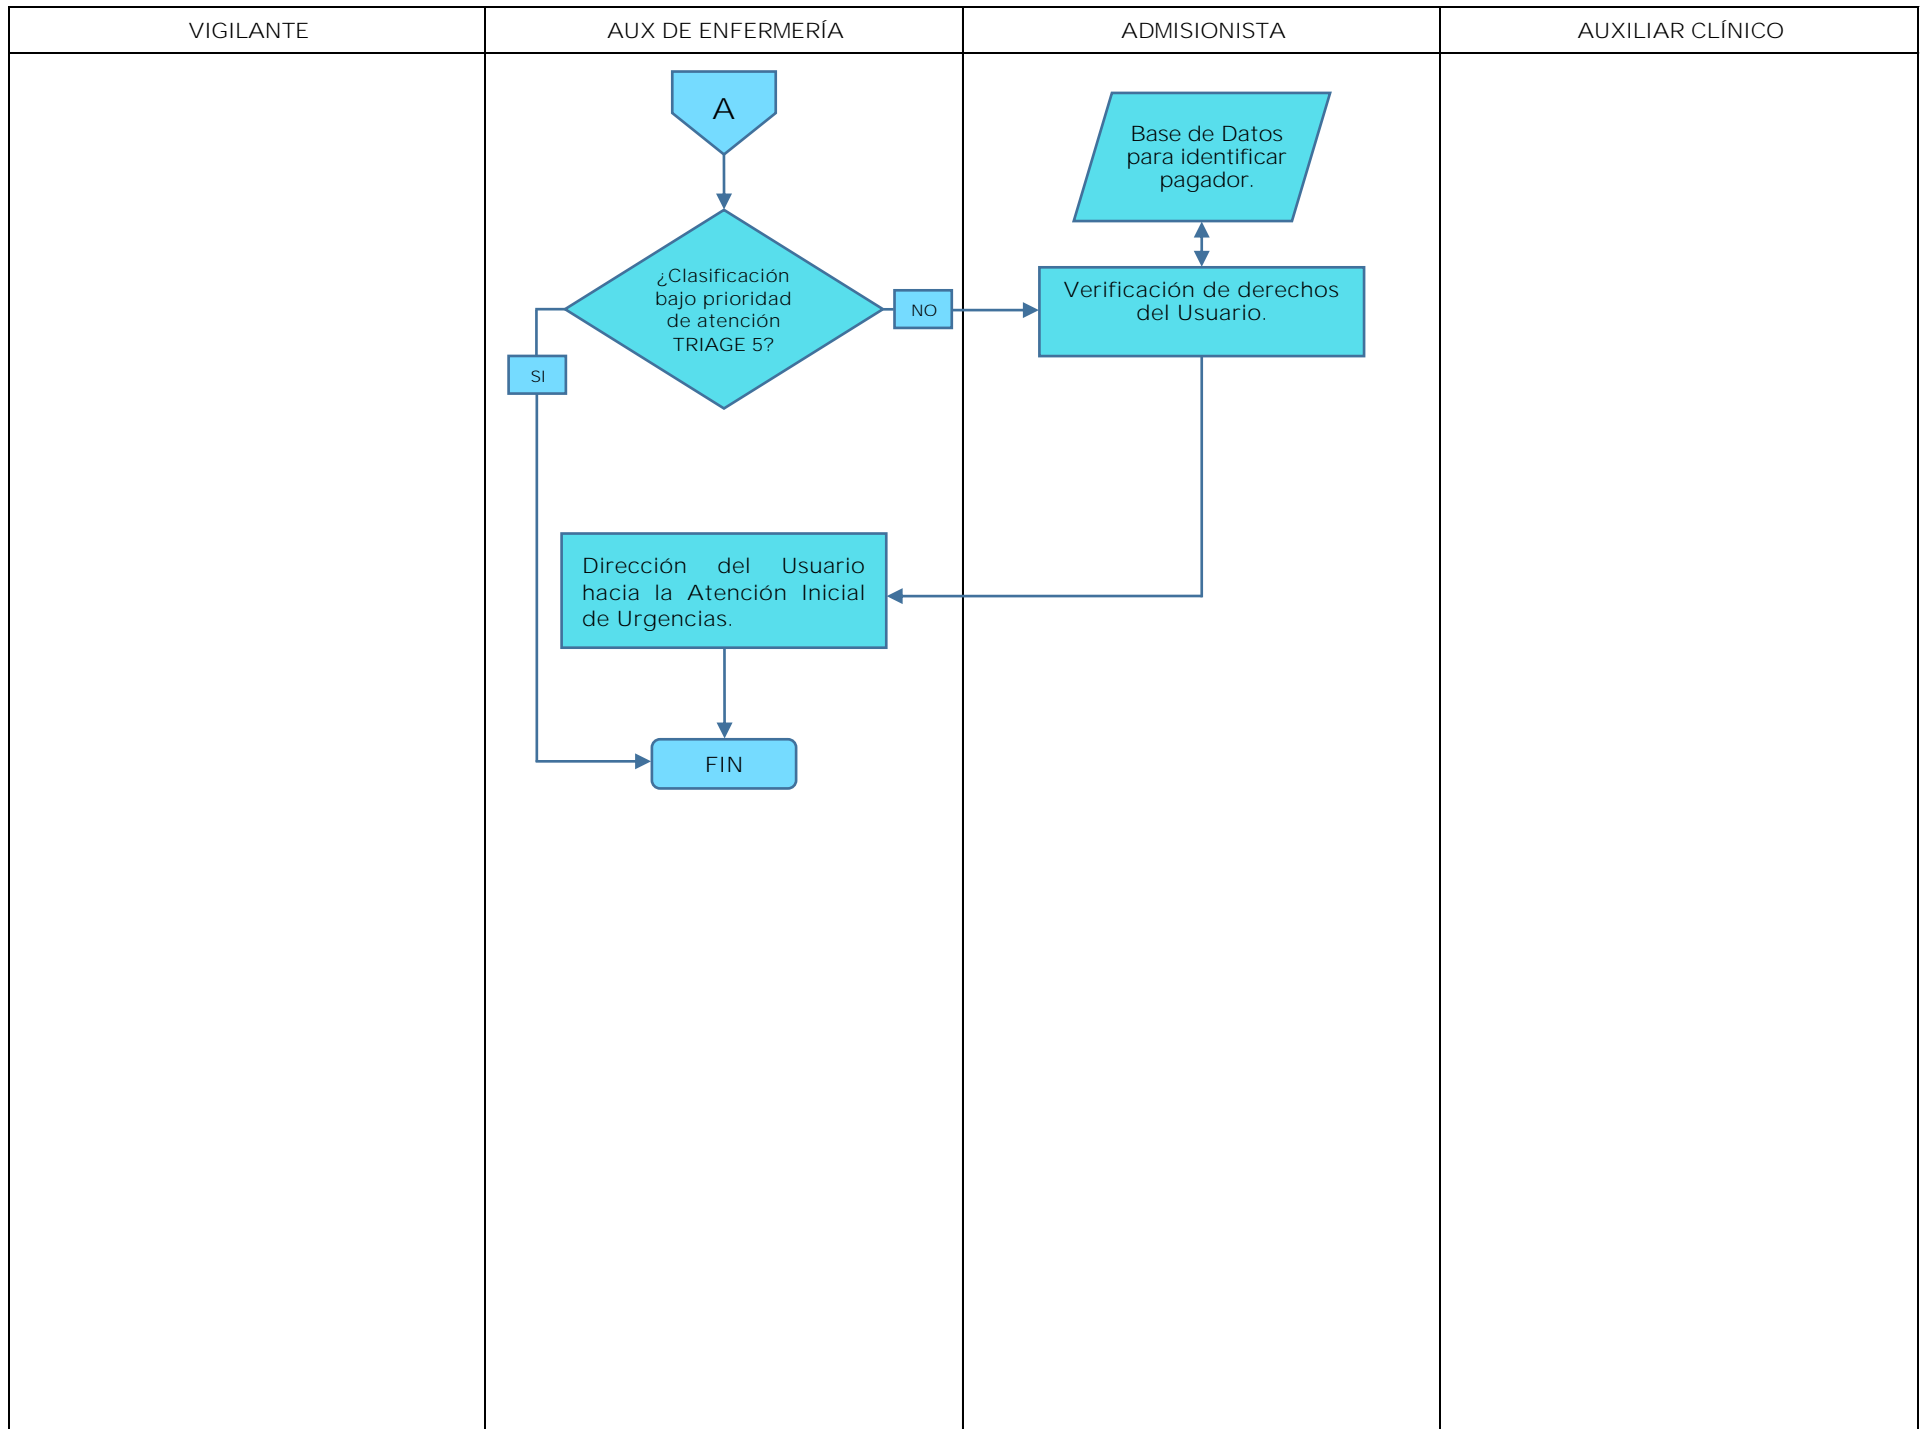 VIGILANTE
AUX DE ENFERMERÍA
ADMISIONISTA
AUXILIAR CLÍNICO
A
Base de Datos
para identificar
pagador.
¿Clasificación
bajo prioridad
de atención
TRIAGE 5?
NO
Verificación de derechos
del Usuario.
SI
Dirección del Usuario
hacia la Atención Inicial
de Urgencias.
FIN